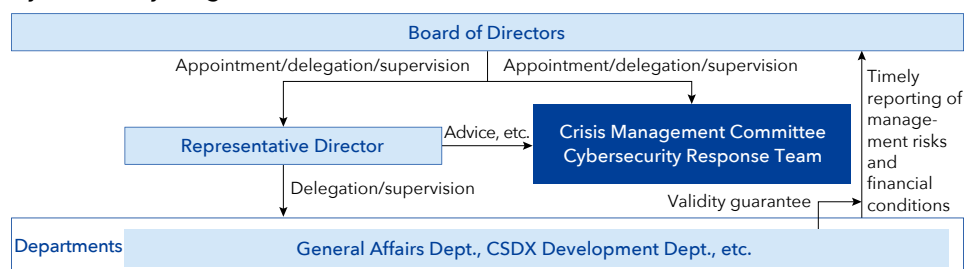 Board of Directors
Appointment/delegation/supervision
Appointment/delegation/supervision
Timely
reporting of
manage-
ment risks
and
financial
conditions
Representative Director
Advice, etc.
Crisis Management Committee
Cybersecurity Response Team
Delegation/supervision
Validity guarantee
Departments
General Affairs Dept., CSDX Development Dept., etc.